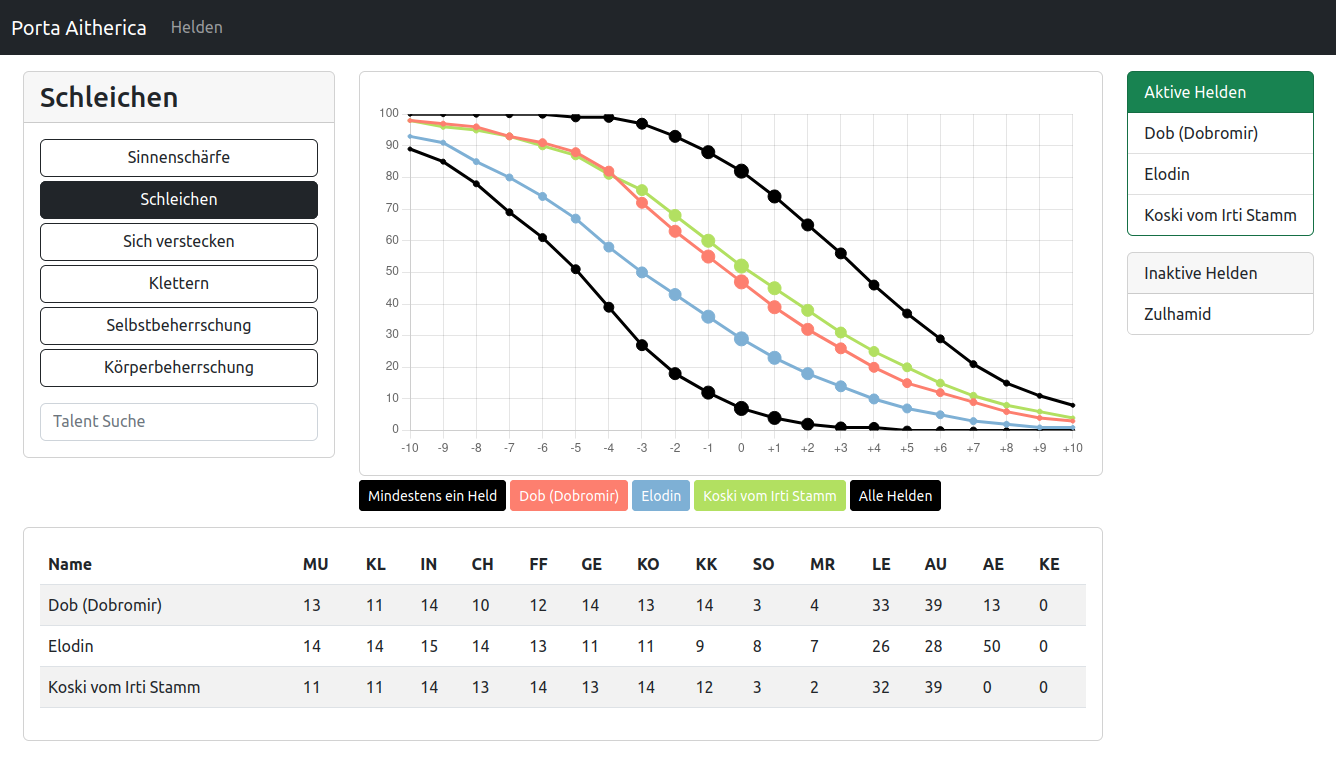 Porta Aitherica Helden
Schleichen
Sinnenschärfe
Schleichen
Sich verstecken
Klettern
Selbstbeherrschung
Körperbeherrschung
Talent Suche
100
90
80
70
60
50
40
30
20
10
0
-10 -9 -8 -7 -6 -5 -4 -3 -2 -1 0 +1 +2 +3 +4 +5 +6 +7 +8 +9 +10
Mindestens ein Held Dob (Dobromir) Elodin Koski vom Irti Stamm Alle Helden
Aktive Helden
Dob (Dobromir)
Elodin
Koski vom Irti Stamm
Inaktive Helden
Zulhamid
Name MU KL IN CH FF GE KO KK SO MR LE AU AE KE
Dob (Dobromir) 13 11 14 10 12 14 13 14 3 4 33 39 13 0
Elodin 14 14 15 14 13 11 11 9 8 7 26 28 50 0
Koski vom Irti Stamm 11 11 14 13 14 13 14 12 3 2 32 39 0 0